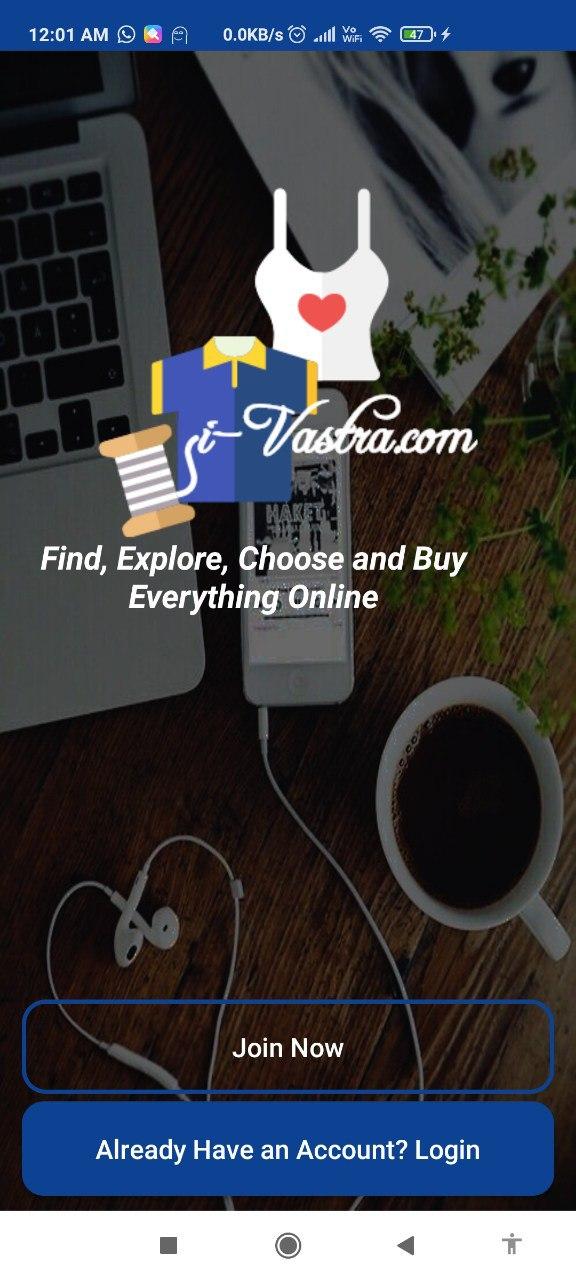 12:01 AM 0.0KB/s Vo WiFi 47
i-Vastra.com
MAKE
Find, Explore, Choose and Buy
Everything Online
Join Now
Already Have an Account? Login